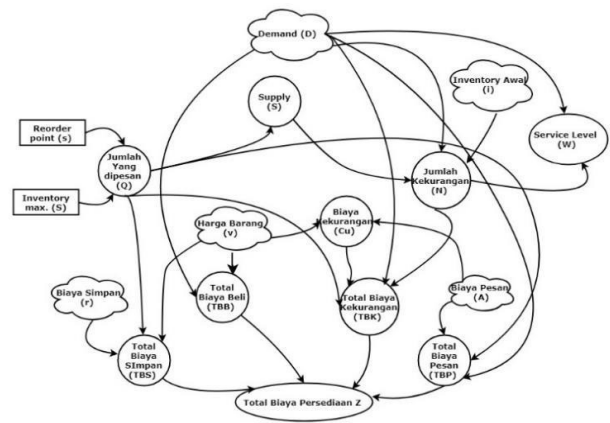 Demand (D)
Supply
(S)
Inventory Awal
(i)
Service Level
(W)
Reorder
point (s)
Jumlah
Yang
dipesan
(Q)
Jumlah
Kekurangan
(N)
Inventory
max. (S)
Harga Barang
(v)
Biaya
Kekurangan
(Cu)
Biaya Simpan
(r)
Total
Biaya Beli
(TBB)
Total Biaya
Kekurangan
(TBK)
Biaya Pesan
(A)
Total
Biaya
SImpan
(TBS)
Total
Biaya
Pesan
(TBP)
Total Biaya Persediaan Z